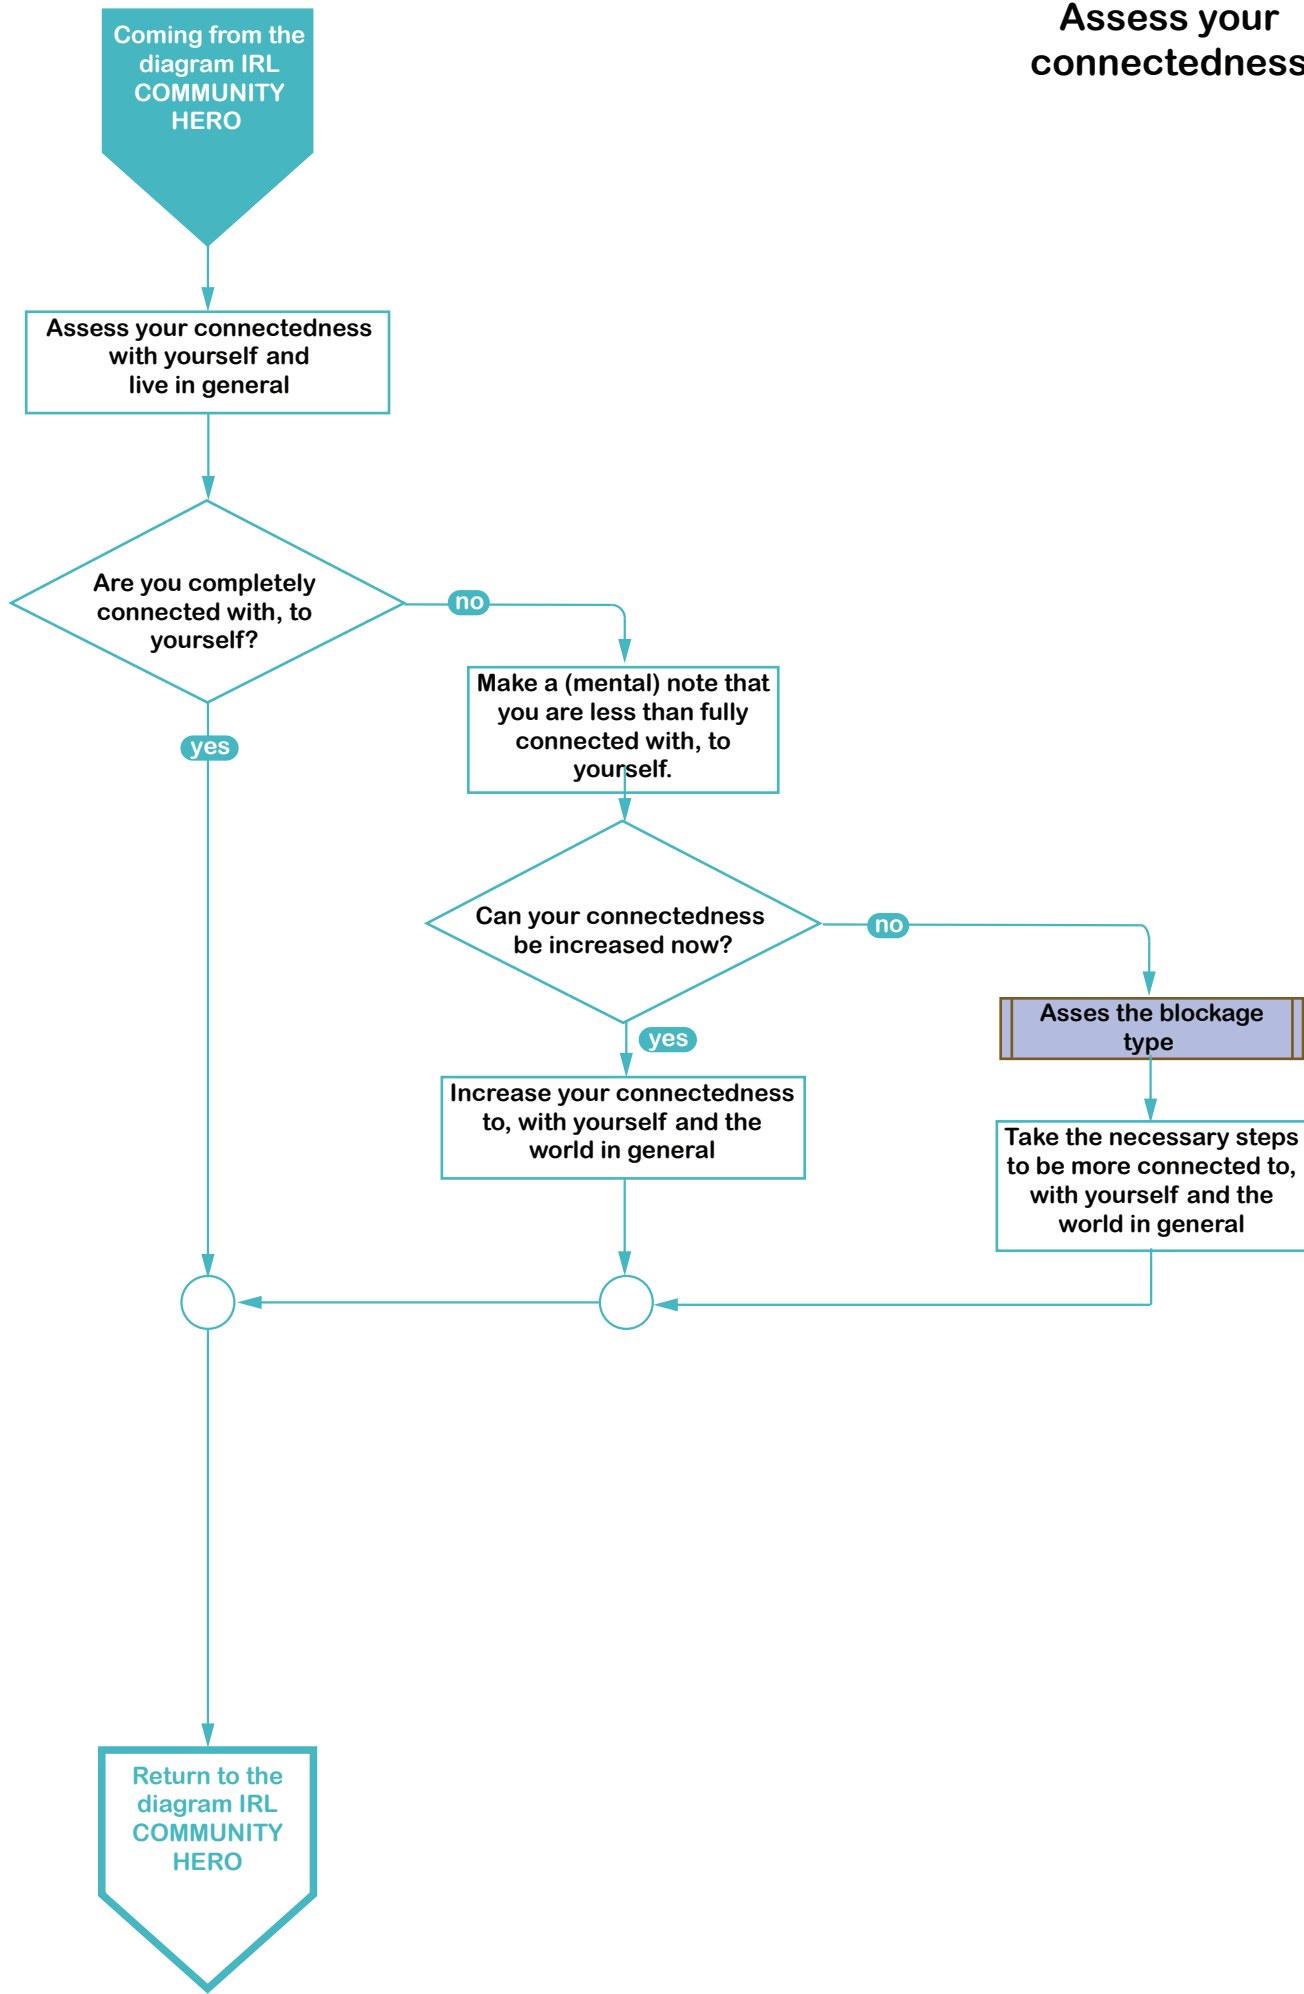 Assess your
connectedness
Coming from the
diagram IRL
COMMUNITY
HERO
Assess your connectedness
with yourself and
live in general
Are you completely
connected with, to
yourself?
no
yes
Make a (mental) note that
you are less than fully
connected with, to
yourself.
Can your connectedness
be increased now?
no
yes
Asses the blockage
type
Increase your connectedness
to, with yourself and the
world in general
Take the necessary steps
to be more connected to,
with yourself and the
world in general
Return to the
diagram IRL
COMMUNITY
HERO